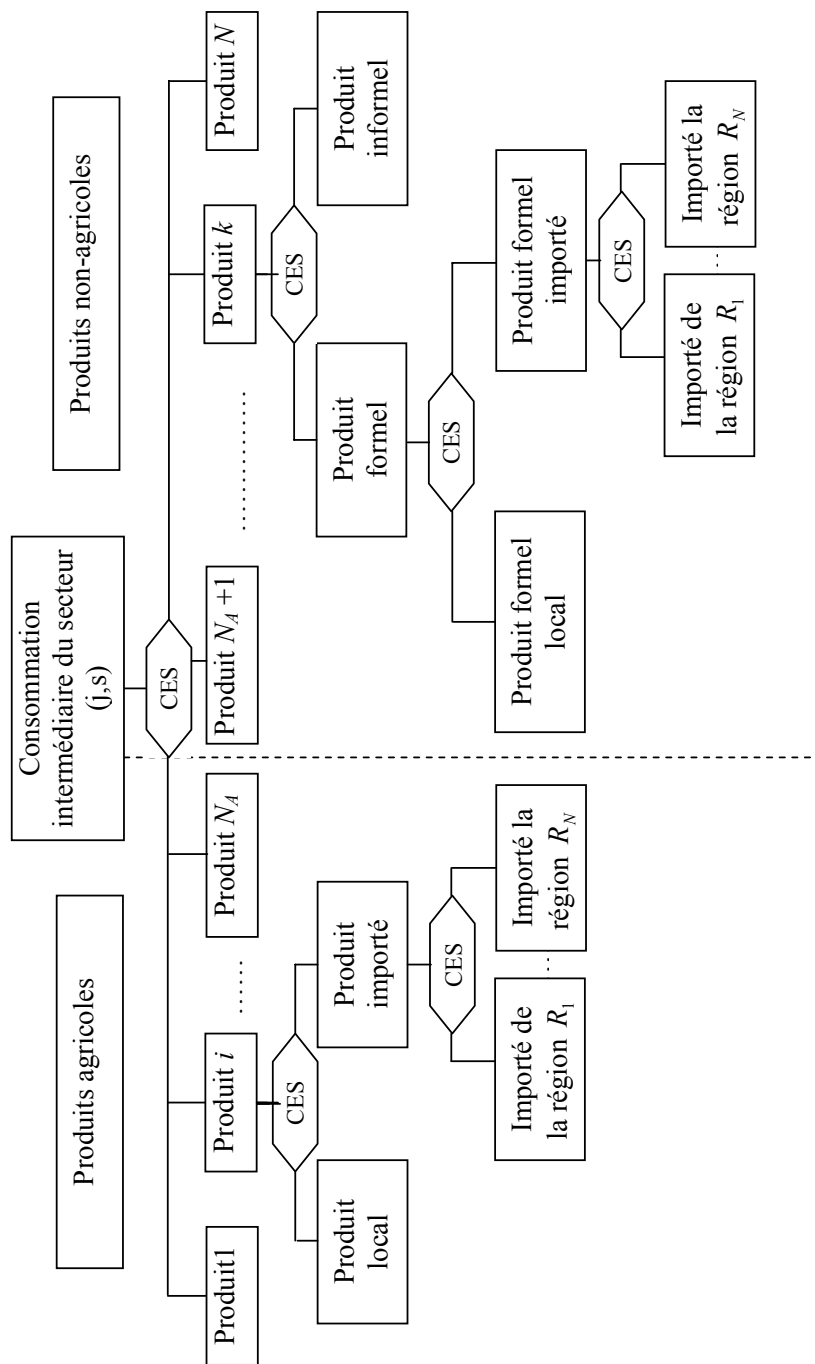 Consommation
intermédiaire du secteur
(j,s)
Produits agricoles
Produits non-agricoles
CES
Produit1
Produit i
......
Produit N_A
Produit N_A +1
............
Produit k
Produit N
CES
CES
Produit
local
Produit
importé
Produit
formel
Produit
informel
CES
CES
Importé de
la région R_1
Importé la
région R_N
Produit formel
local
Produit formel
importé
CES
Importé de
la région R_1
Importé la
région R_N